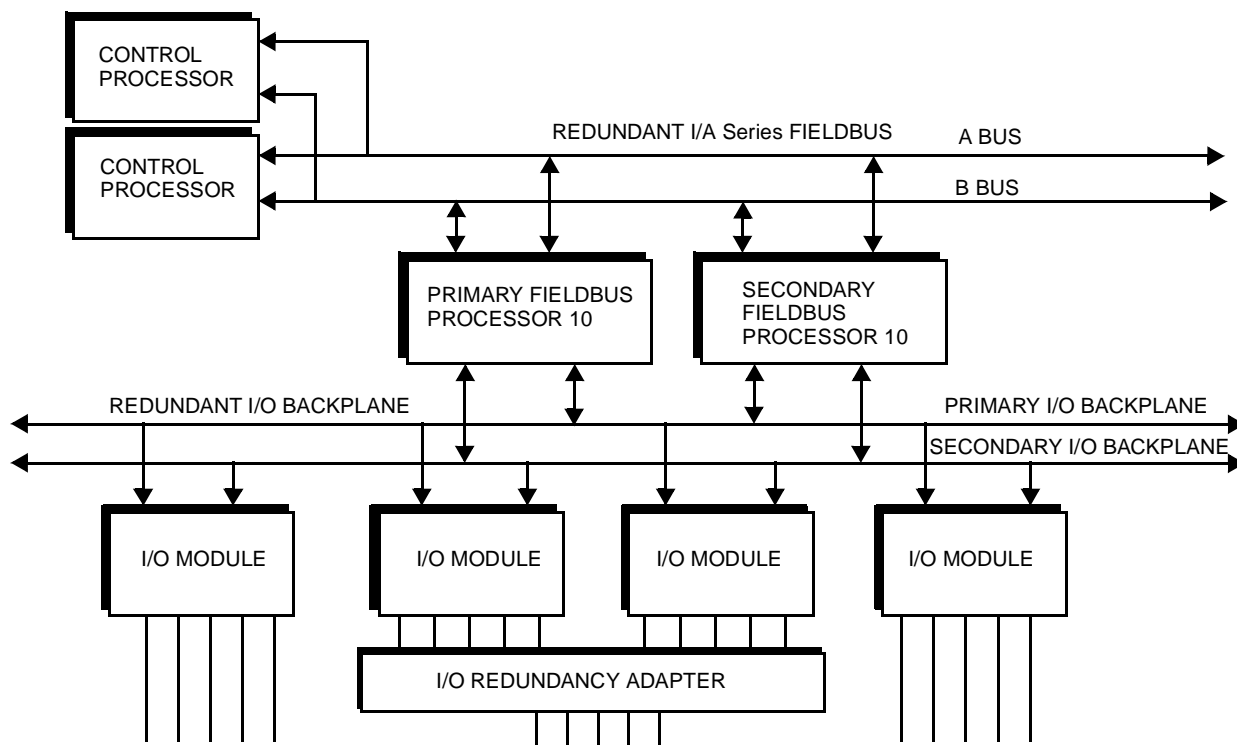 CONTROL
PROCESSOR
REDUNDANT I/A Series FIELDBUS
A BUS
CONTROL
PROCESSOR
B BUS
PRIMARY FIELDBUS
PROCESSOR 10
SECONDARY
FIELDBUS
PROCESSOR 10
REDUNDANT I/O BACKPLANE
PRIMARY I/O BACKPLANE
SECONDARY I/O BACKPLANE
I/O MODULE
I/O MODULE
I/O MODULE
I/O MODULE
I/O REDUNDANCY ADAPTER